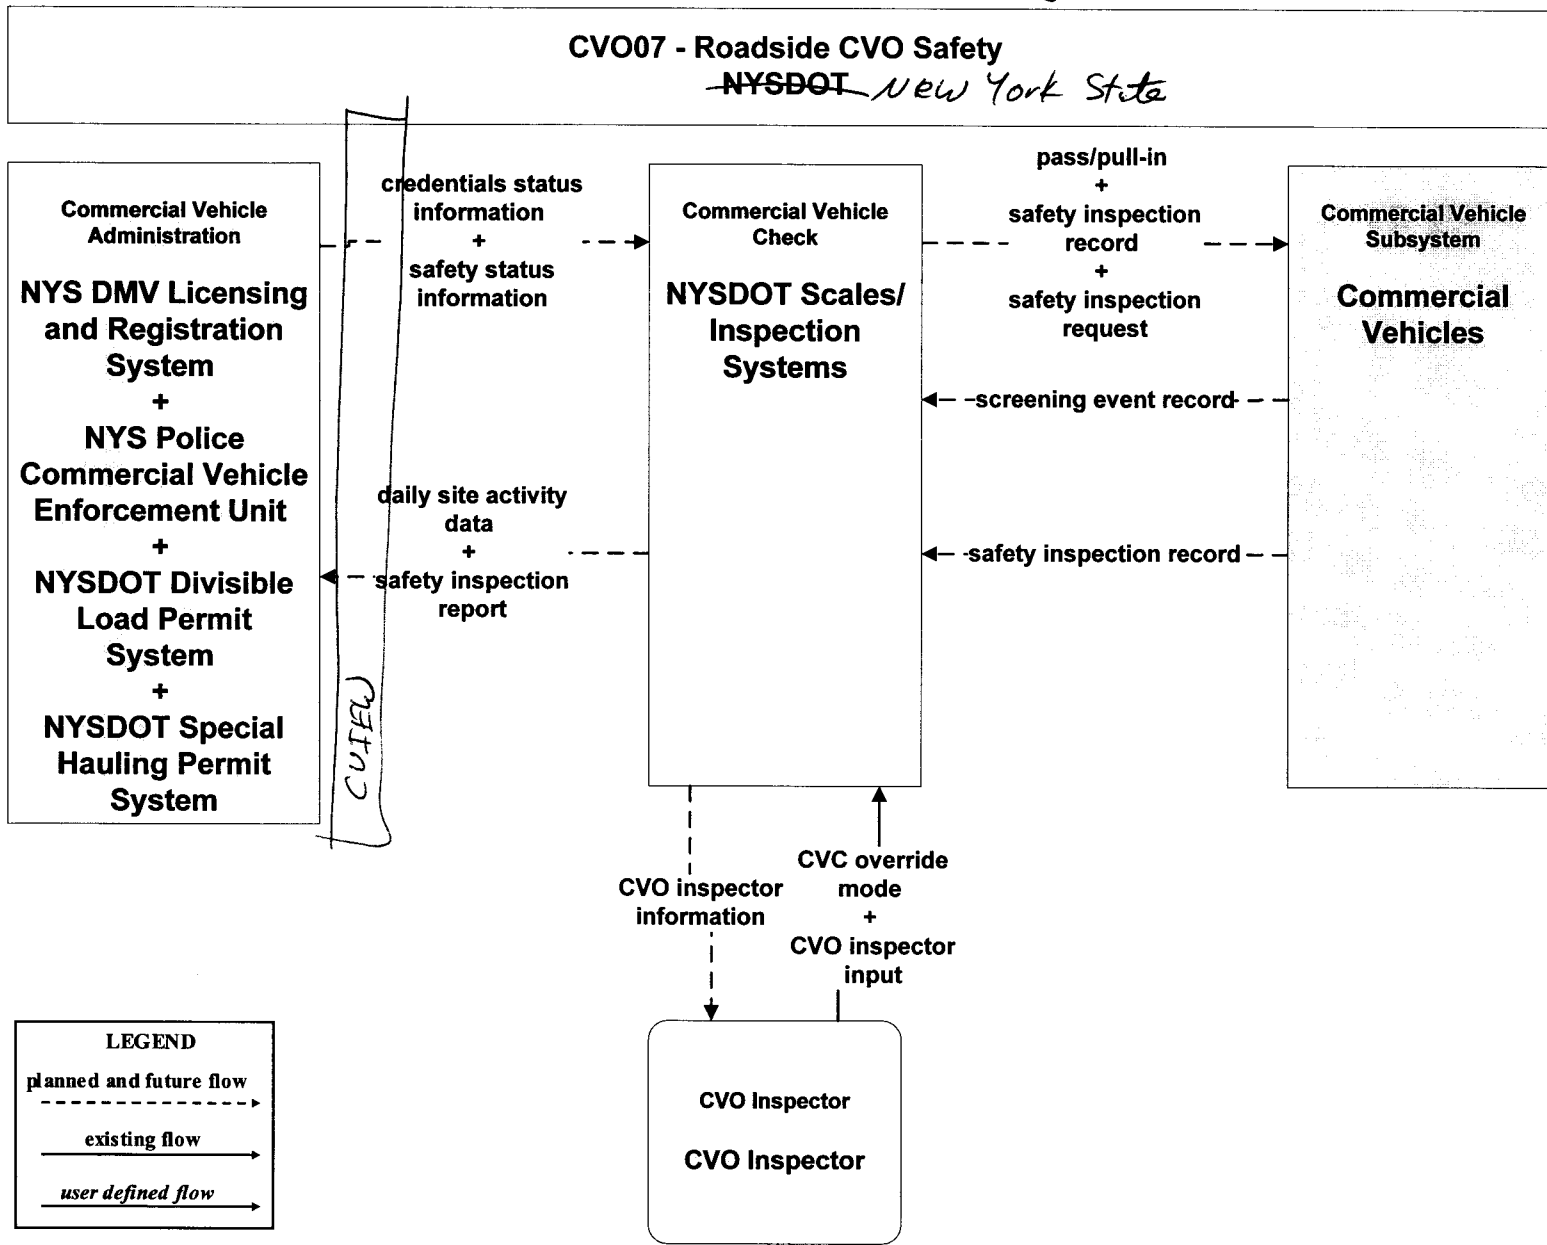 CVO07 - Roadside CVO Safety
NYSDOT New York State
Commercial Vehicle
Administration
NYS DMV Licensing
and Registration
System
+
NYS Police
Commercial Vehicle
Enforcement Unit
+
NYSDOT Divisible
Load Permit
System
+
NYSDOT Special
Hauling Permit
System
CVIEW
credentials status
information
+
safety status
information
daily site activity
data
+
safety inspection
report
Commercial Vehicle
Check
NYSDOT Scales/
Inspection
Systems
pass/pull-in
+
safety inspection
record
+
safety inspection
request
screening event record
safety inspection record
Commercial Vehicle
Subsystem
Commercial
Vehicles
CVO inspector
information
CVC override
mode
+
CVO inspector
input
CVO Inspector
CVO Inspector
LEGEND
planned and future flow
existing flow
user defined flow